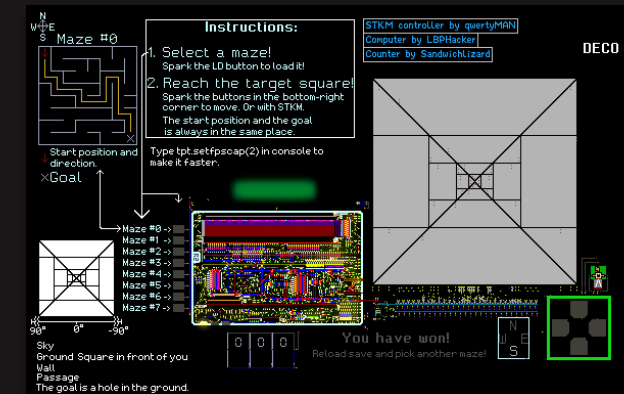 N
W E
S
Maze #0
Start position and
direction.
Goal
Instructions:
1. Select a maze!
Spark the LD button to load it!
2. Reach the target square!
Spark the buttons in the bottom-right
corner to move. Or with STKM.
The start position and the goal
is always in the same place.
Type tpt.setfpscap(2) in console to
make it faster.
STKM controller by qwertyMAN
Computer by LBPHacker
Counter by SandwichLizard
DECO
Maze #0 ->
Maze #1 ->
Maze #2 ->
Maze #3 ->
Maze #4 ->
Maze #5 ->
Maze #6 ->
Maze #7 ->
90° 0° -90°
Sky
Ground Square in front of you
Wall
Passage
The goal is a hole in the ground.
0 0 0
You have won!
Reload save and pick another maze!
N
W E
S